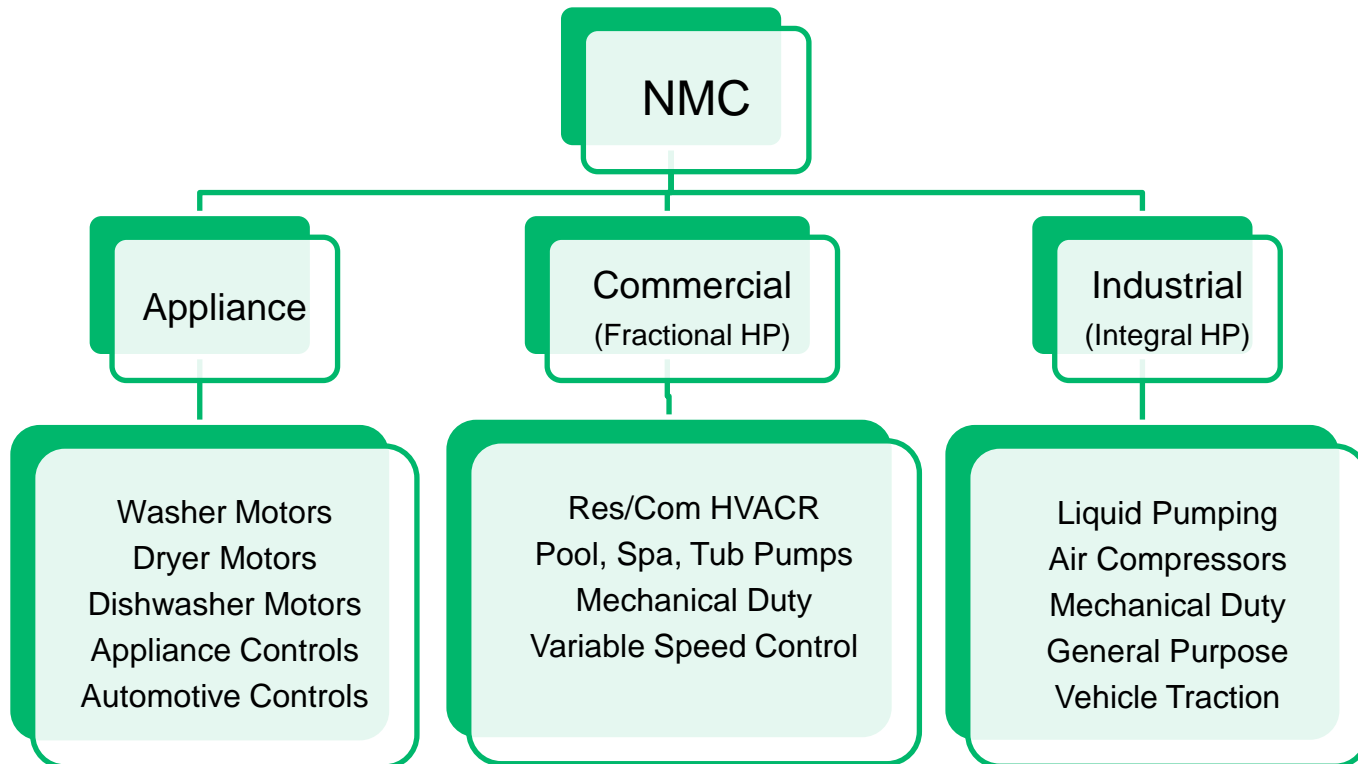 NMC
Appliance
Commercial
(Fractional HP)
Industrial
(Integral HP)
Washer Motors
Dryer Motors
Dishwasher Motors
Appliance Controls
Automotive Controls
Res/Com HVACR
Pool, Spa, Tub Pumps
Mechanical Duty
Variable Speed Control
Liquid Pumping
Air Compressors
Mechanical Duty
General Purpose
Vehicle Traction